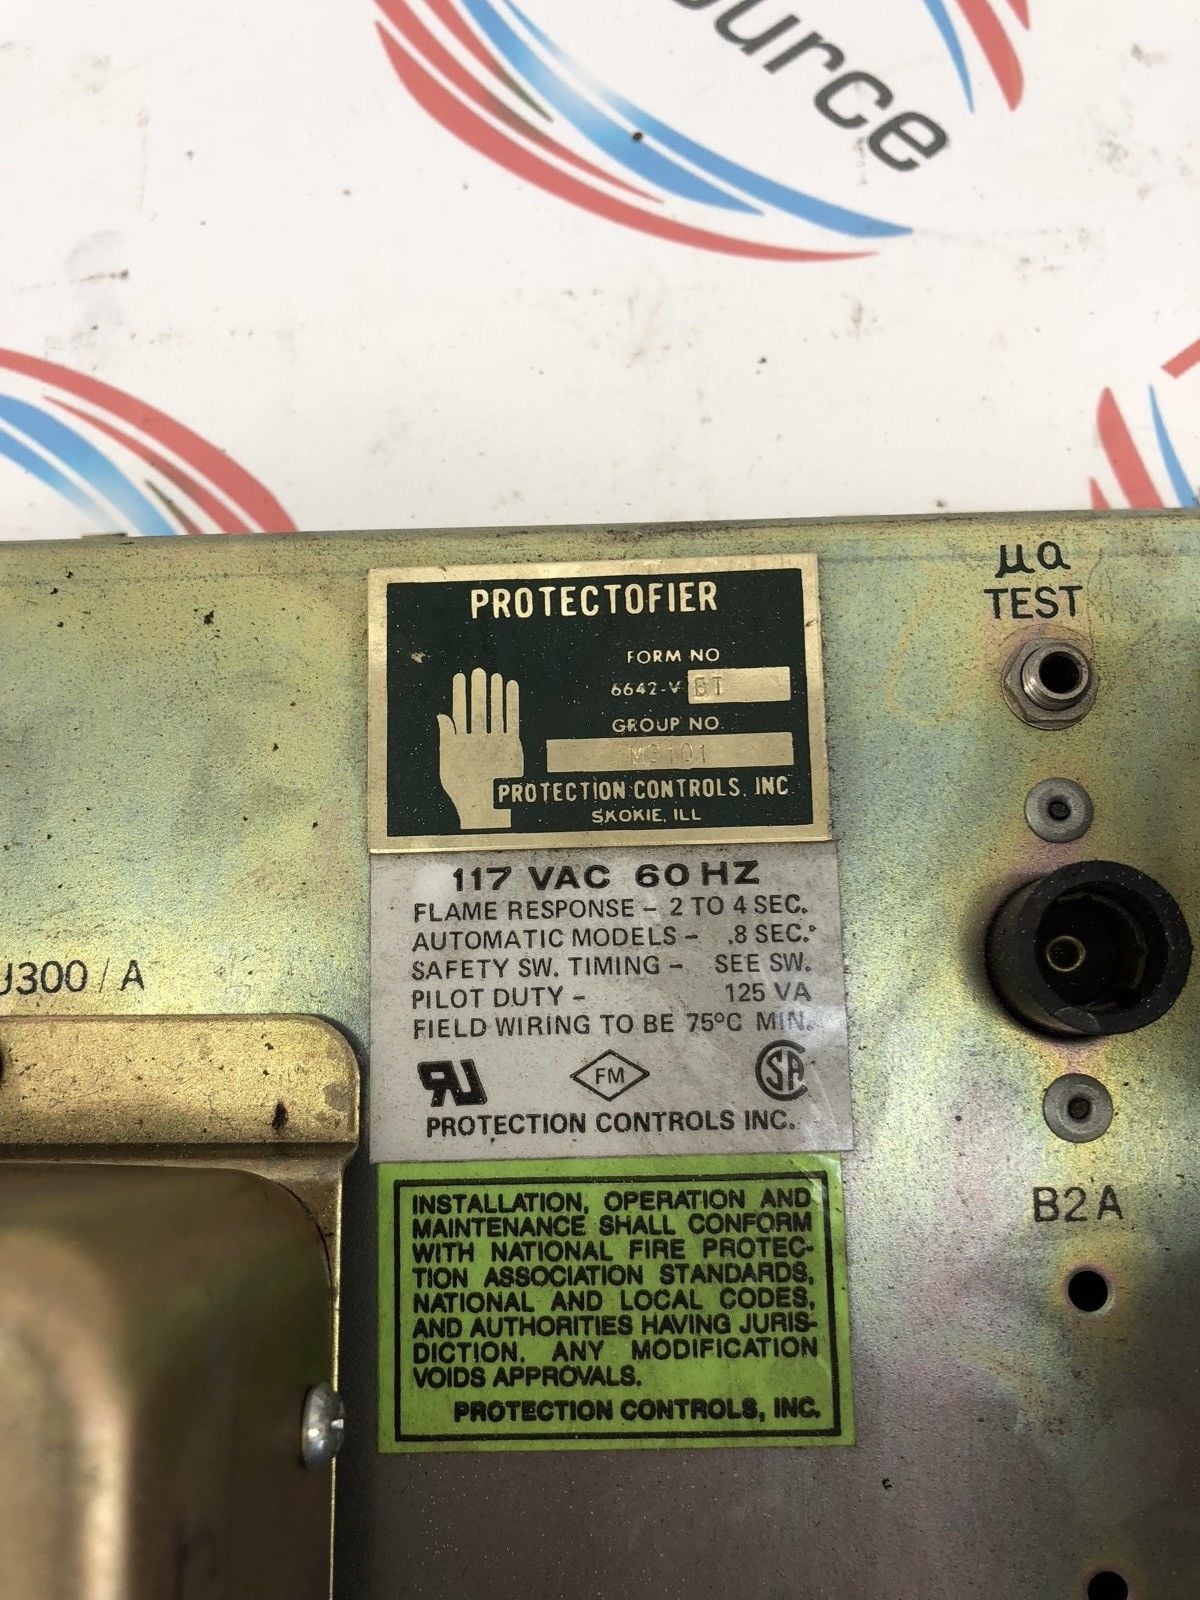 ource
µa
TEST
PROTECTOFIER
FORM NO
6642-V BT
GROUP NO.
M3101
PROTECTION CONTROLS, INC
SKOKIE, ILL
117 VAC 60 HZ
FLAME RESPONSE - 2 TO 4 SEC.
AUTOMATIC MODELS - .8 SEC.
SAFETY SW. TIMING - SEE SW.
PILOT DUTY - 125 VA
FIELD WIRING TO BE 75°C MIN.
U300 / A
RU FM SA
PROTECTION CONTROLS INC.
B2A
INSTALLATION, OPERATION AND
MAINTENANCE SHALL CONFORM
WITH NATIONAL FIRE PROTEC-
TION ASSOCIATION STANDARDS,
NATIONAL AND LOCAL CODES,
AND AUTHORITIES HAVING JURIS-
DICTION. ANY MODIFICATION
VOIDS APPROVALS.
PROTECTION CONTROLS, INC.